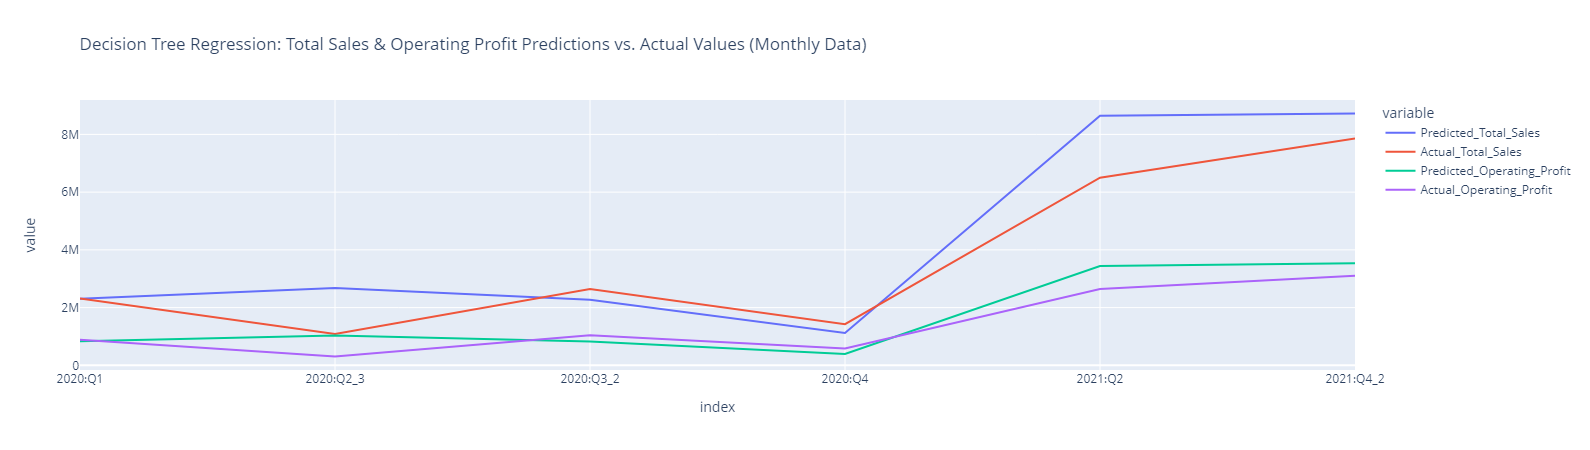 Decision Tree Regression: Total Sales & Operating Profit Predictions vs. Actual Values (Monthly Data)
variable
Predicted_Total_Sales
Actual_Total_Sales
Predicted_Operating_Profit
Actual_Operating_Profit
8M
6M
4M
2M
0
value
2020:Q1
2020:Q2_3
2020:Q3_2
2020:Q4
2021:Q2
2021:Q4_2
index